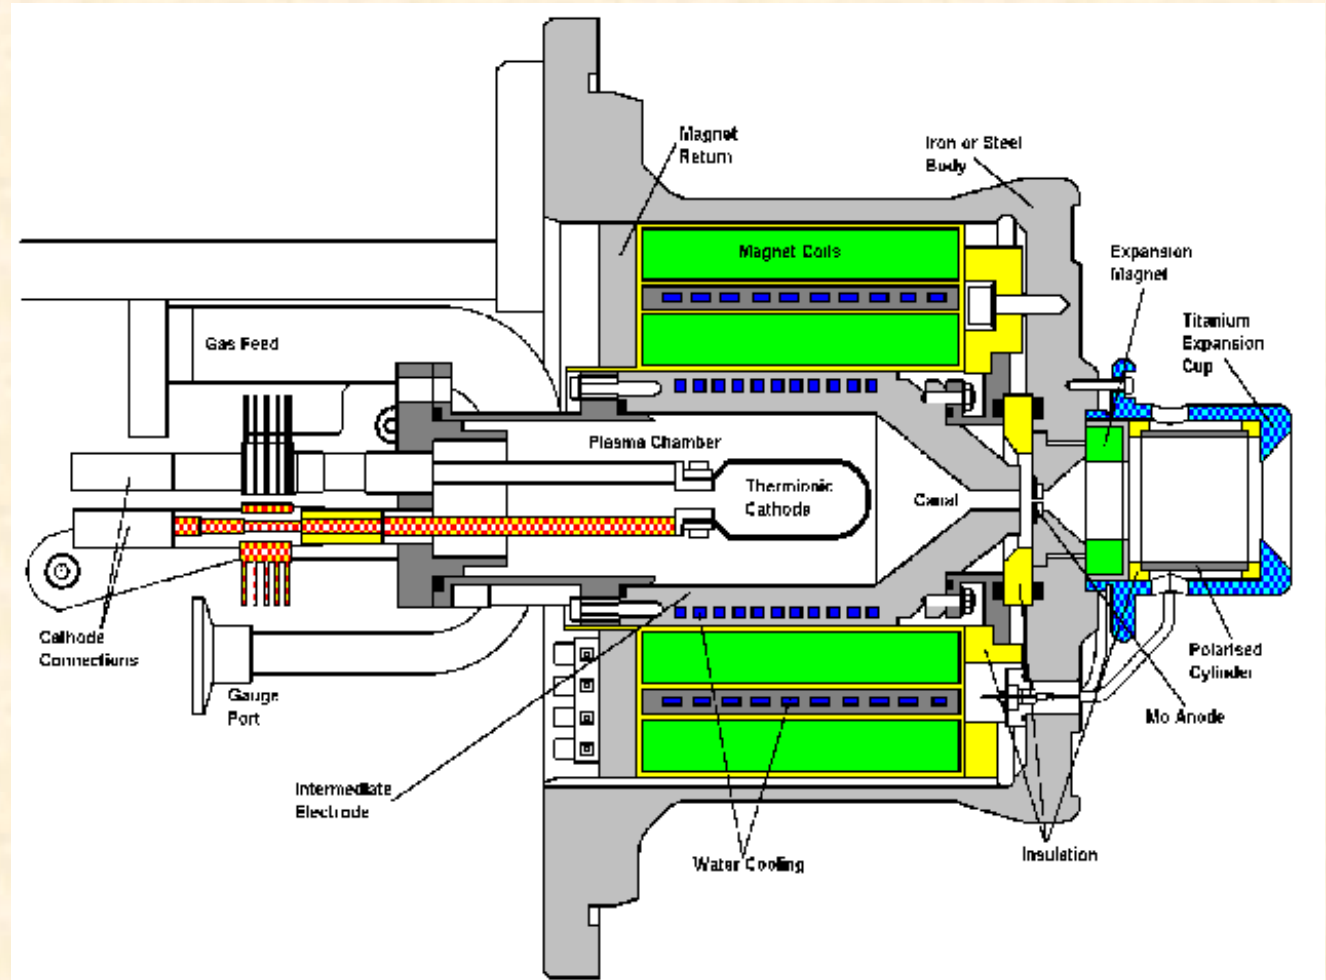 Magnet
Return
Iron or Steel
Body
Magnet Coils
Expansion
Magnet
Gas Feed
Titanium
Expansion
Cup
Plasma Chamber
Thermionic
Cathode
Canal
Cathode
Connections
Gauge
Port
Polarised
Cylinder
Mo Anode
Intermediate
Electrode
Water Cooling
Insulation